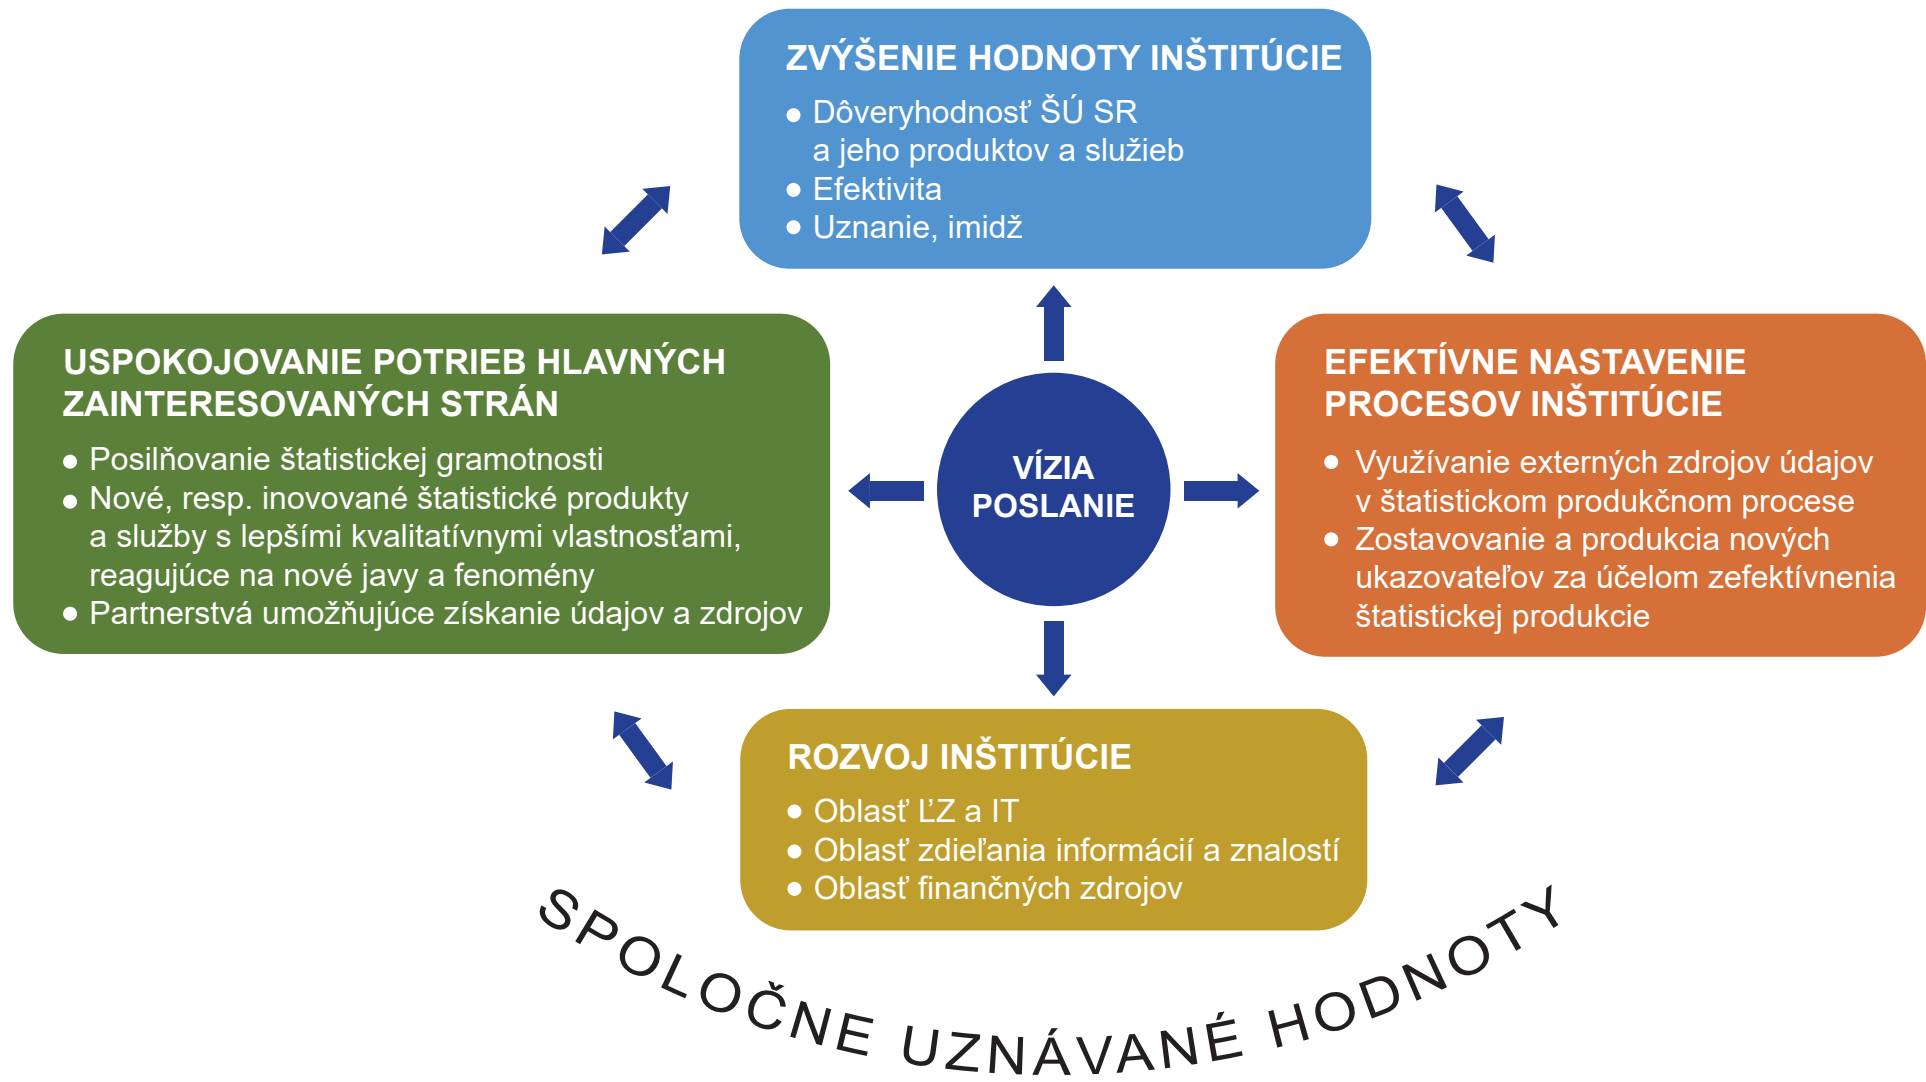 ZVÝŠENIE HODNOTY INŠTITÚCIE
● Dôveryhodnosť ŠÚ SR
a jeho produktov a služieb
● Efektivita
● Uznanie, imidž
USPOKOJOVANIE POTRIEB HLAVNÝCH
ZAINTERESOVANÝCH STRÁN
● Posilňovanie štatistickej gramotnosti
● Nové, resp. inovované štatistické produkty
a služby s lepšími kvalitatívnymi vlastnosťami,
reagujúce na nové javy a fenomény
● Partnerstvá umožňujúce získanie údajov a zdrojov
VÍZIA
POSLANIE
EFEKTÍVNE NASTAVENIE
PROCESOV INŠTITÚCIE
● Využívanie externých zdrojov údajov
v štatistickom produkčnom procese
● Zostavovanie a produkcia nových
ukazovateľov za účelom zefektívnenia
štatistickej produkcie
ROZVOJ INŠTITÚCIE
● Oblasť ĽZ a IT
● Oblasť zdieľania informácií a znalostí
● Oblasť finančných zdrojov
SPOLOČNE UZNÁVANÉ HODNOTY